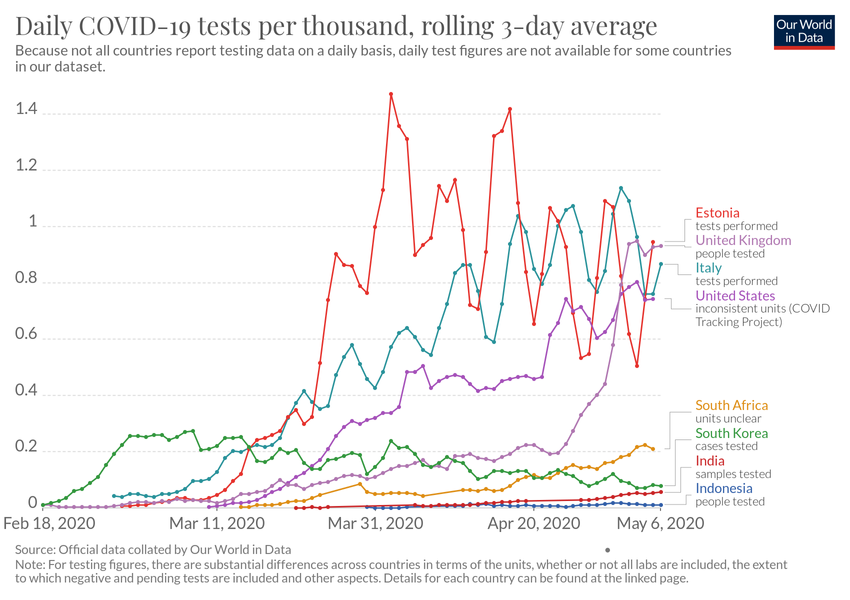 Daily COVID-19 tests per thousand, rolling 3-day average
Our World
in Data
Because not all countries report testing data on a daily basis, daily test figures are not available for some countries
in our dataset.
1.4
1.2
1
0.8
0.6
0.4
0.2
0
Feb 18, 2020
Mar 11, 2020
Mar 31, 2020
Apr 20, 2020
May 6, 2020
Estonia
tests performed
United Kingdom
people tested
Italy
tests performed
United States
inconsistent units (COVID
Tracking Project)
South Africa
units unclear
South Korea
cases tested
India
samples tested
Indonesia
people tested
Source: Official data collated by Our World in Data
Note: For testing figures, there are substantial differences across countries in terms of the units, whether or not all labs are included, the extent
to which negative and pending tests are included and other aspects. Details for each country can be found at the linked page.